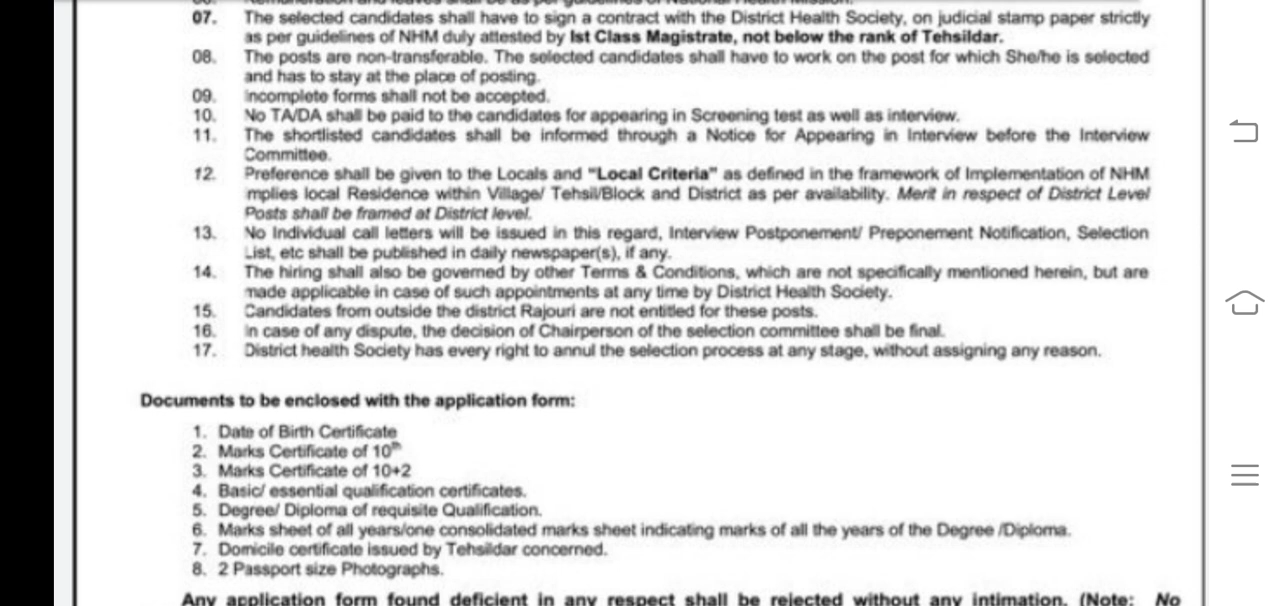 06. Remuneration and leaves shall be as per guidelines of National Health Mission.
07. The selected candidates shall have to sign a contract with the District Health Society, on judicial stamp paper strictly
as per guidelines of NHM duly attested by Ist Class Magistrate, not below the rank of Tehsildar.
08. The posts are non-transferable. The selected candidates shall have to work on the post for which She/he is selected
and has to stay at the place of posting.
09. Incomplete forms shall not be accepted.
10. No TA/DA shall be paid to the candidates for appearing in Screening test as well as interview.
11. The shortlisted candidates shall be informed through a Notice for Appearing in Interview before the Interview
Committee.
12. Preference shall be given to the Locals and "Local Criteria" as defined in the framework of Implementation of NHM
implies local Residence within Village/ Tehsil/Block and District as per availability. Merit in respect of District Level
Posts shall be framed at District level.
13. No Individual call letters will be issued in this regard, Interview Postponement/ Preponement Notification, Selection
List, etc shall be published in daily newspaper(s), if any.
14. The hiring shall also be governed by other Terms & Conditions, which are not specifically mentioned herein, but are
made applicable in case of such appointments at any time by District Health Society.
15. Candidates from outside the district Rajouri are not entitled for these posts.
16. In case of any dispute, the decision of Chairperson of the selection committee shall be final.
17. District health Society has every right to annul the selection process at any stage, without assigning any reason.
Documents to be enclosed with the application form:
1. Date of Birth Certificate
2. Marks Certificate of 10th
3. Marks Certificate of 10+2
4. Basic/ essential qualification certificates.
5. Degree/ Diploma of requisite Qualification.
6. Marks sheet of all years/one consolidated marks sheet indicating marks of all the years of the Degree /Diploma.
7. Domicile certificate issued by Tehsildar concerned.
8. 2 Passport size Photographs.
Any application form found deficient in any respect shall be rejected without any intimation. (Note: No